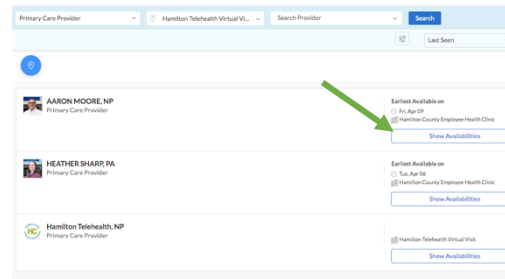 Primary Care Provider
Hamilton Telehealth Virtual Vi...
Search Provider
Search
Last Seen
AARON MOORE, NP
Primary Care Provider
Earliest Available on
Fri, Apr 09
Hamilton County Employee Health Clinic
Show Availabilities
HEATHER SHARP, PA
Primary Care Provider
Earliest Available on
Tue, Apr 06
Hamilton County Employee Health Clinic
Show Availabilities
HC
Hamilton Telehealth, NP
Primary Care Provider
Hamilton Telehealth Virtual Visit
Show Availabilities